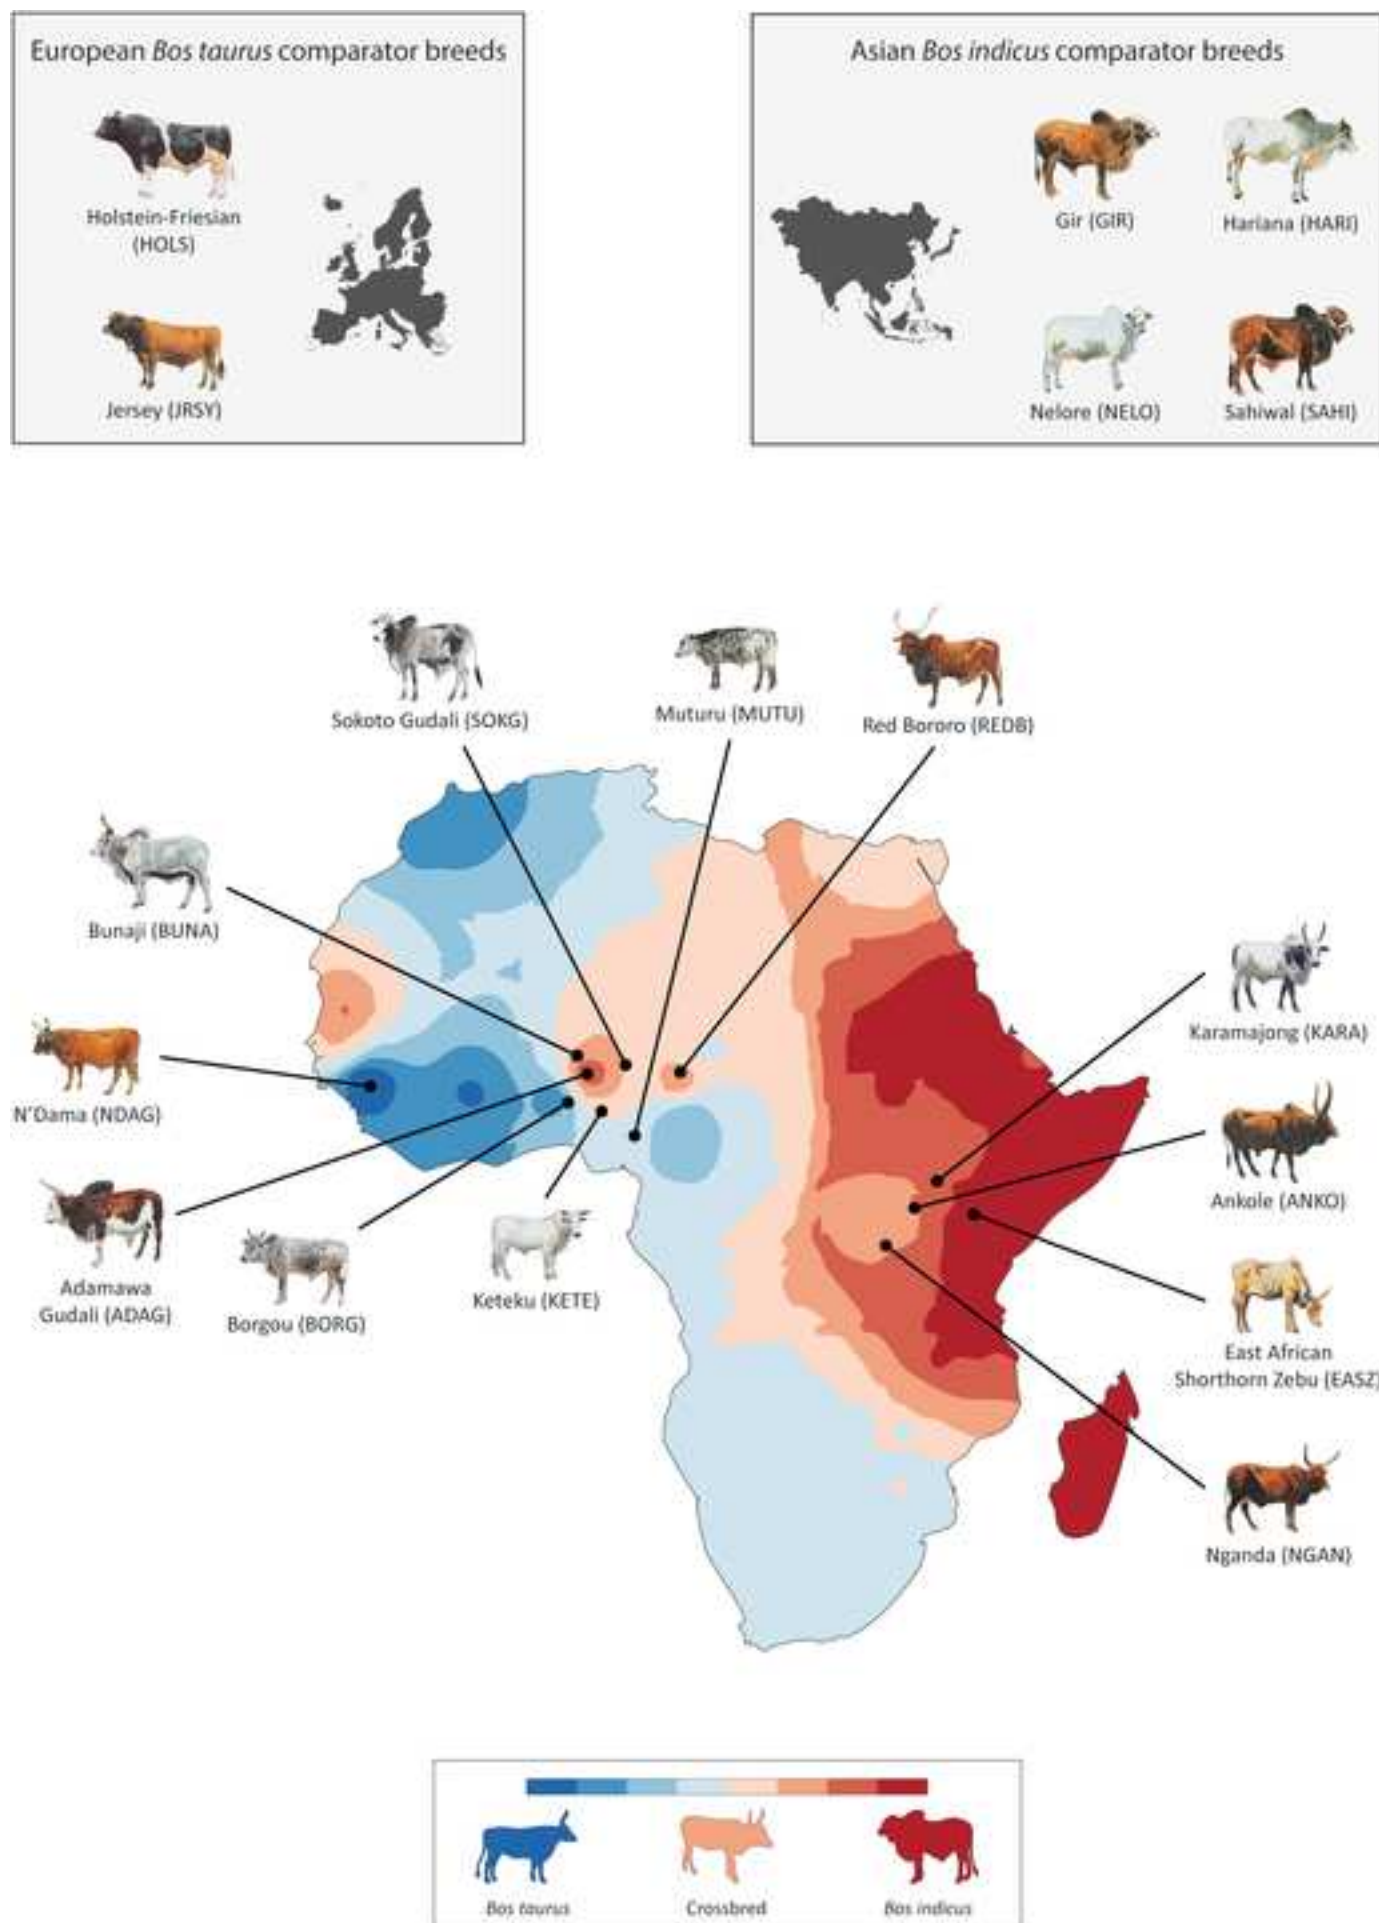 European Bos taurus comparator breeds
Asian Bos indicus comparator breeds
Holstein-Friesian
(HOLS)
Jersey (JRSY)
Gir (GIR)
Hariana (HARI)
Nelore (NELO)
Sahiwal (SAHI)
Sokoto Gudali (SOKG)
Muturu (MUTU)
Red Bororo (REDB)
Bunaji (BUNA)
Karamajong (KARA)
N'Dama (NDAG)
Ankole (ANKO)
Adamawa
Gudali (ADAG)
Borgou (BORG)
Keteku (KETE)
East African
Shorthorn Zebu (EASZ)
Nganda (NGAN)
Bos taurus
Crossbred
Bos indicus